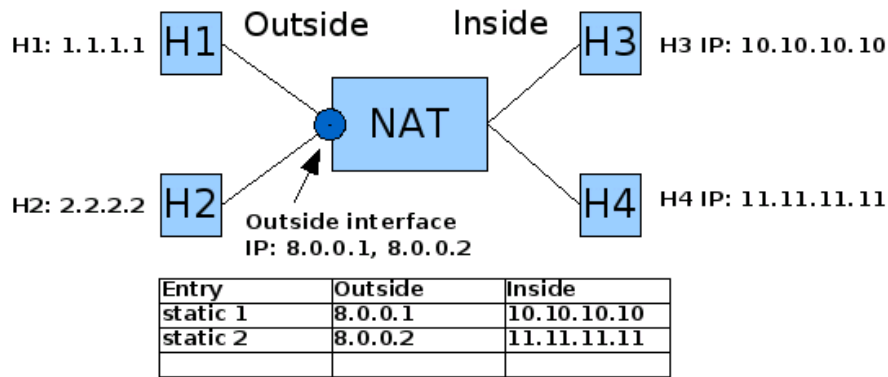 Outside Inside
H1: 1.1.1.1 H1 H3 H3 IP: 10.10.10.10
NAT
H2: 2.2.2.2 H2 H4 H4 IP: 11.11.11.11
Outside interface
IP: 8.0.0.1, 8.0.0.2
Entry Outside Inside
static 1 8.0.0.1 10.10.10.10
static 2 8.0.0.2 11.11.11.11